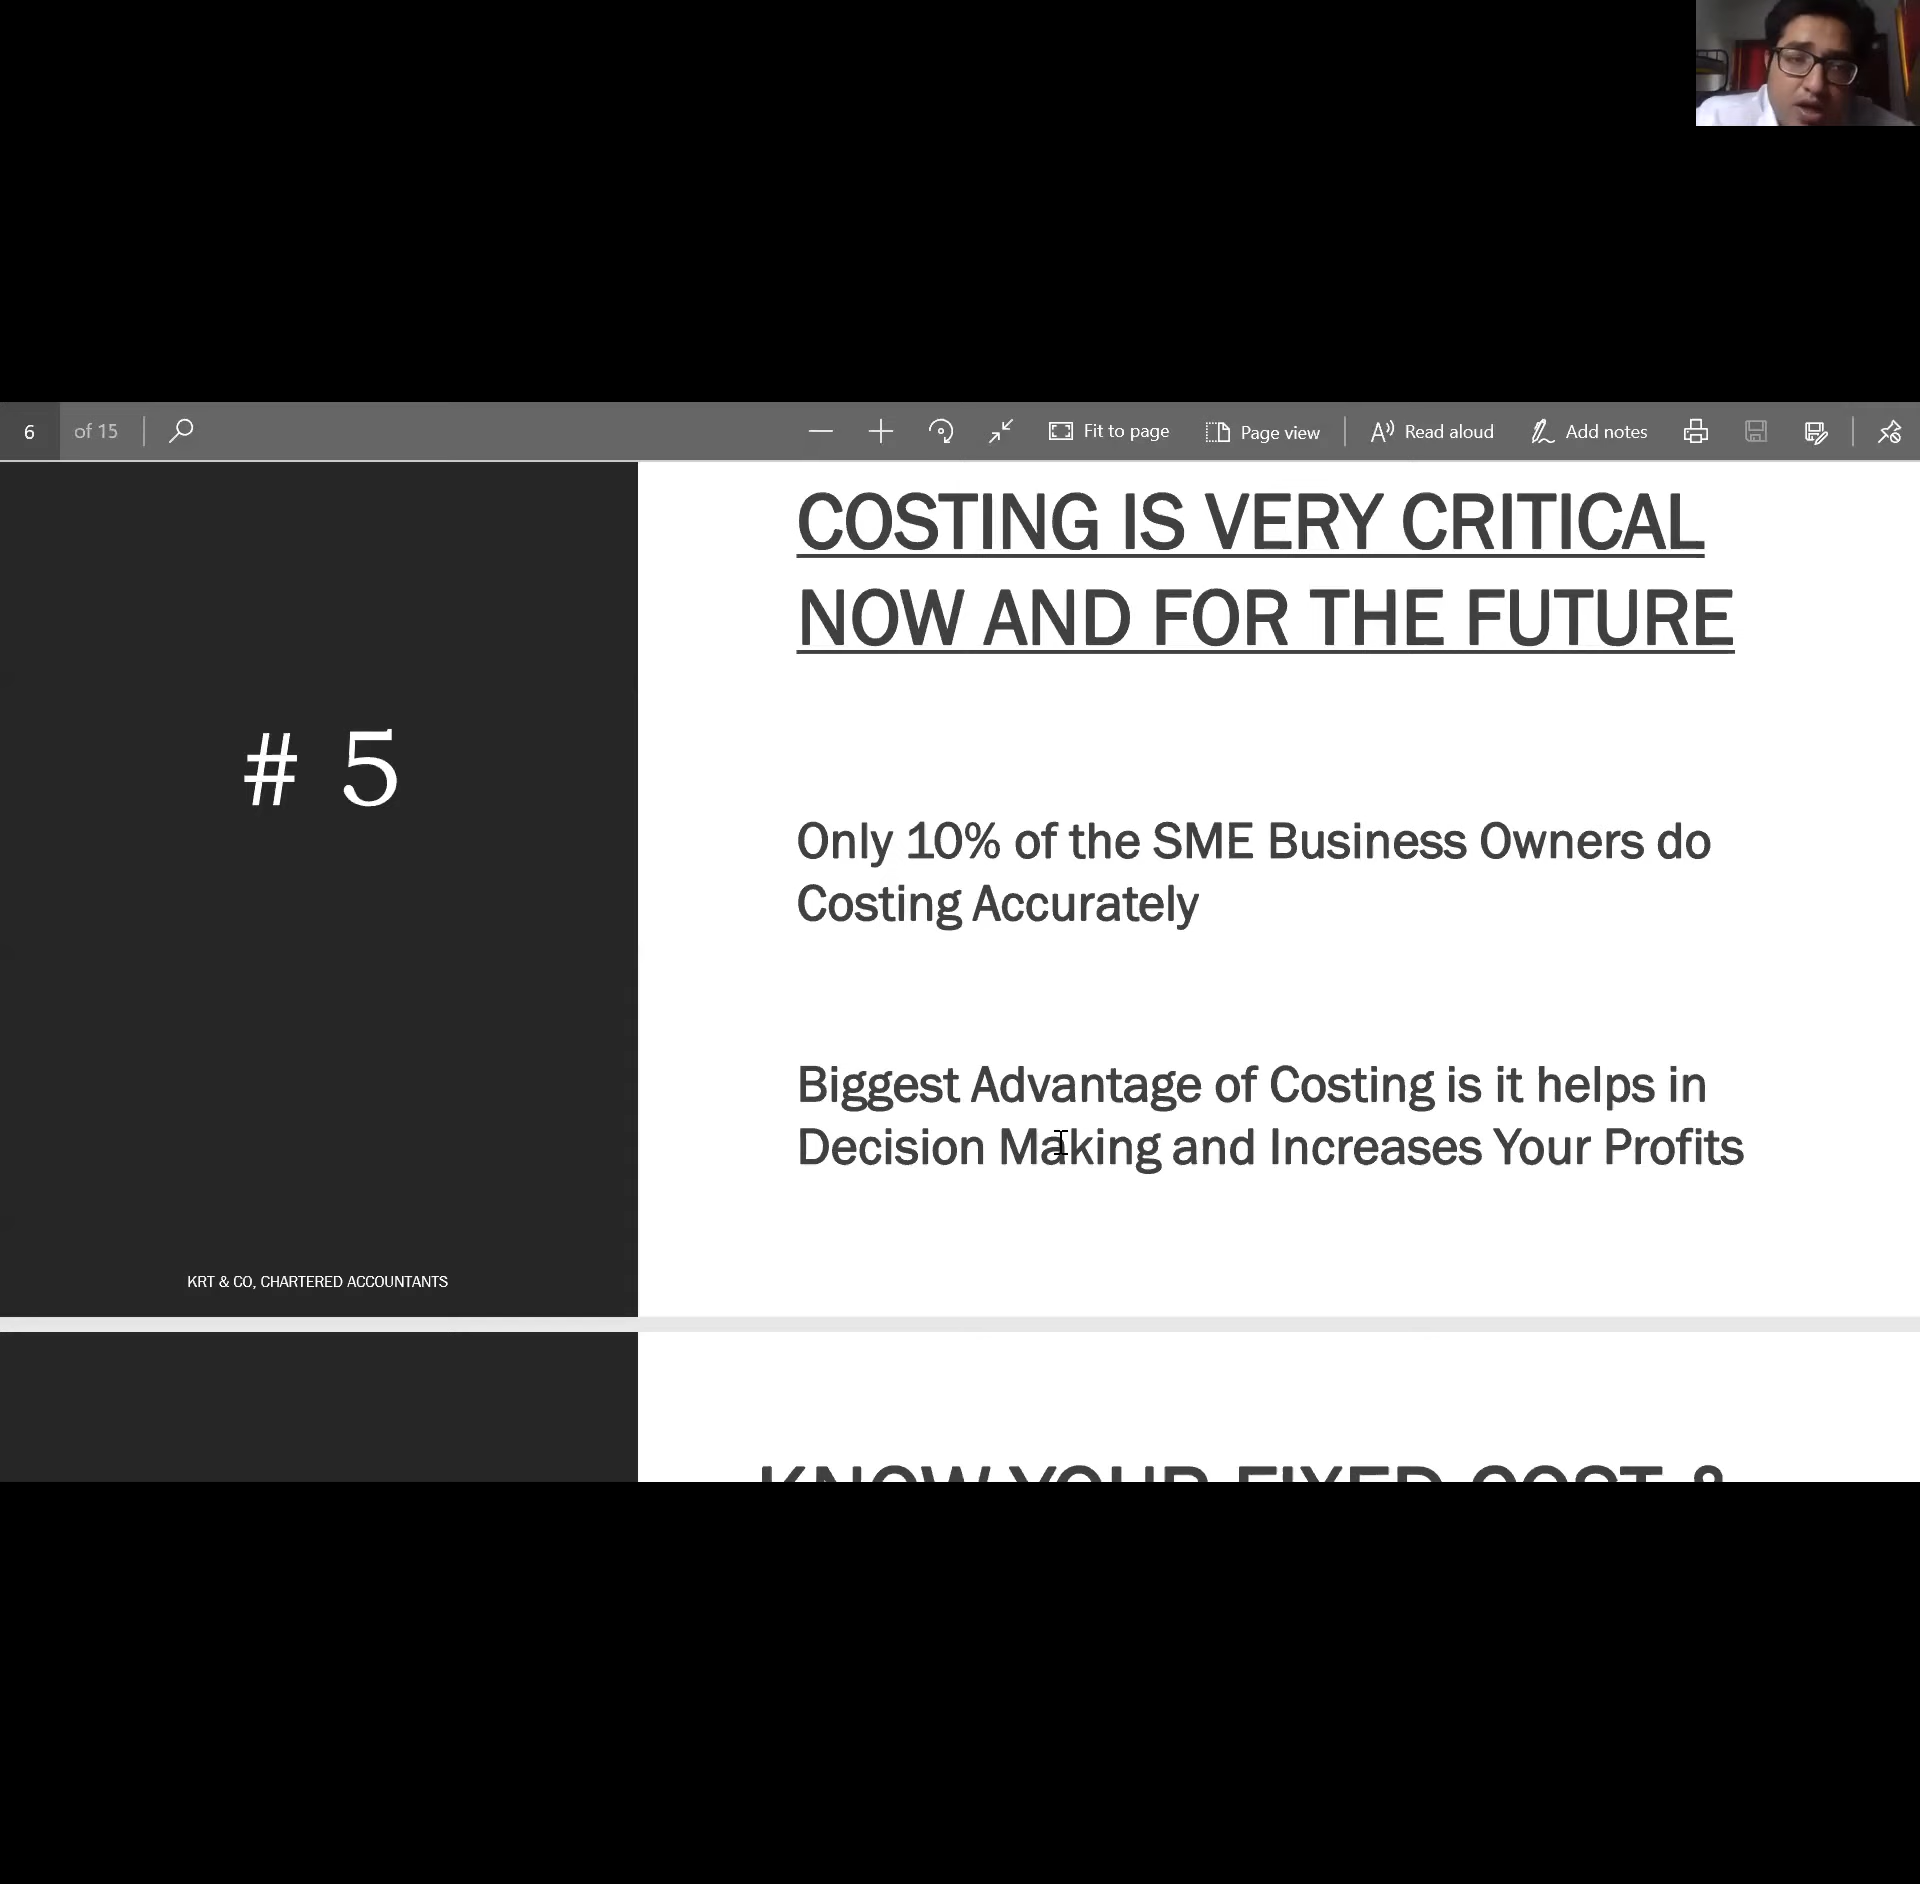 6 of 15 Fit to page Page view Read aloud Add notes
# 5
KRT & CO, CHARTERED ACCOUNTANTS
COSTING IS VERY CRITICAL
NOW AND FOR THE FUTURE
Only 10% of the SME Business Owners do
Costing Accurately
Biggest Advantage of Costing is it helps in
Decision Making and Increases Your Profits
KNOW YOUR FIXED COST &